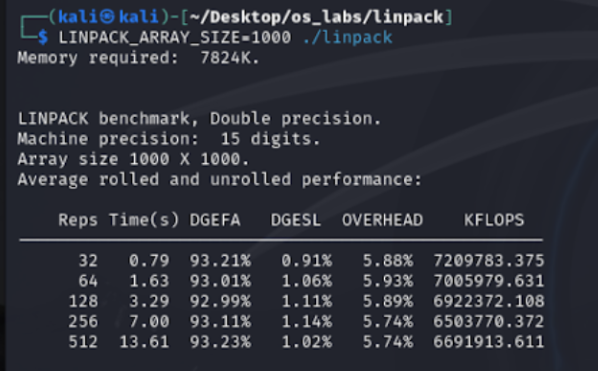 ┌──(kali㉿kali)-[~/Desktop/os_labs/linpack]
└─$ LINPACK_ARRAY_SIZE=1000 ./linpack
Memory required:  7824K.
LINPACK benchmark, Double precision.
Machine precision:  15 digits.
Array size 1000 X 1000.
Average rolled and unrolled performance:
Reps Time(s) DGEFA   DGESL  OVERHEAD    KFLOPS
32   0.79  93.21%   0.91%   5.88%  7209783.375
64   1.63  93.01%   1.06%   5.93%  7005979.631
128   3.29  92.99%   1.11%   5.89%  6922372.108
256   7.00  93.11%   1.14%   5.74%  6503770.372
512  13.61  93.23%   1.02%   5.74%  6691913.611